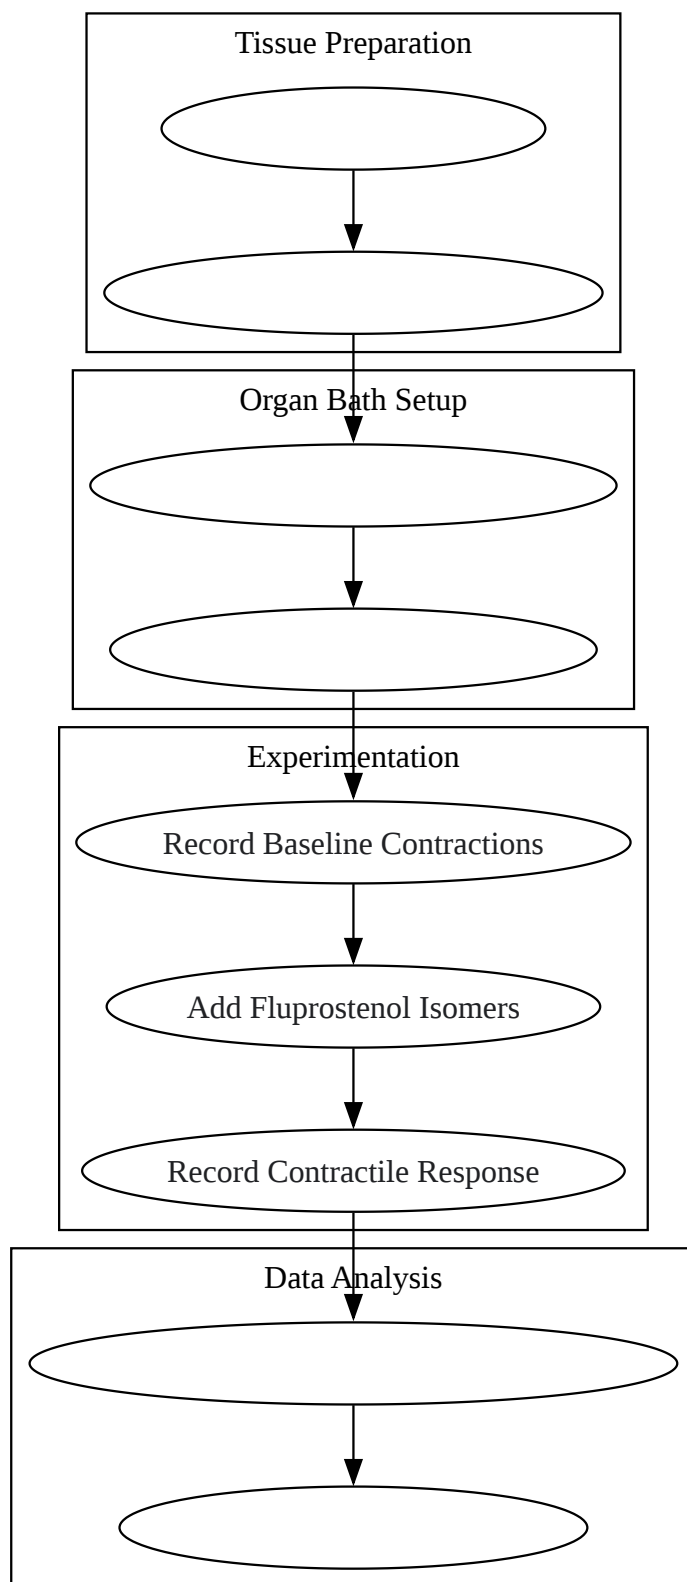 Tissue Preparation
Organ Bath Setup
Experimentation
Record Baseline Contractions
Add Fluprostenol Isomers
Record Contractile Response
Data Analysis